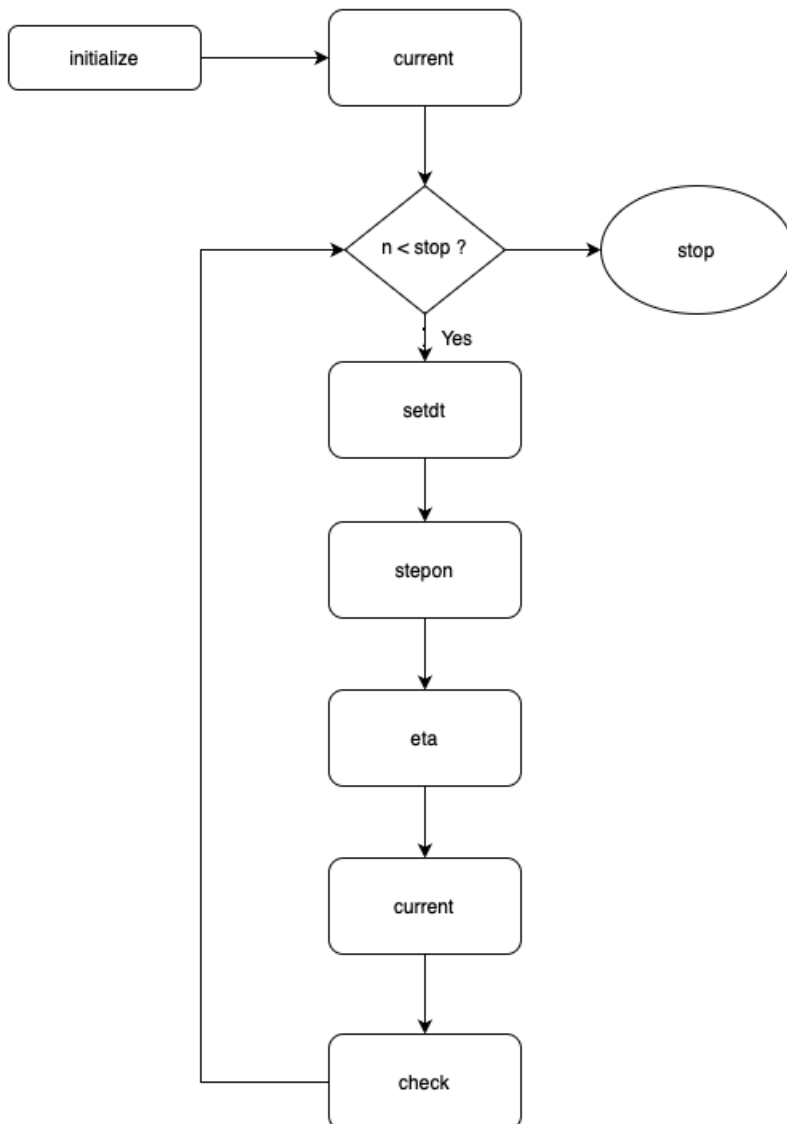 initialize
current
n < stop ?
stop
Yes
setdt
stepon
eta
current
check